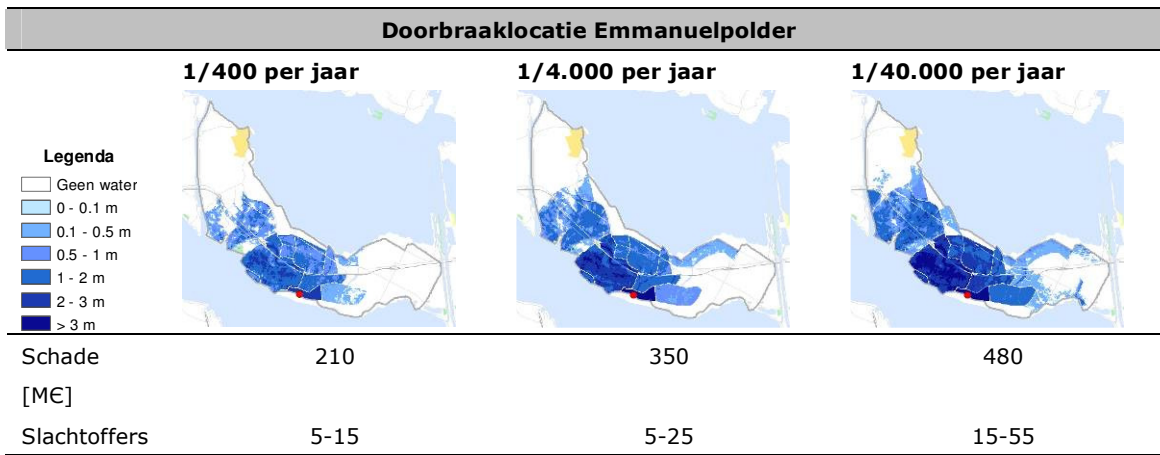 Doorbraaklocatie Emmanuelpolder
1/400 per jaar 1/4.000 per jaar 1/40.000 per jaar
Legenda
Geen water
0 - 0.1 m
0.1 - 0.5 m
0.5 - 1 m
1 - 2 m
2 - 3 m
> 3 m
Schade 210 350 480
[M€]
Slachtoffers 5-15 5-25 15-55